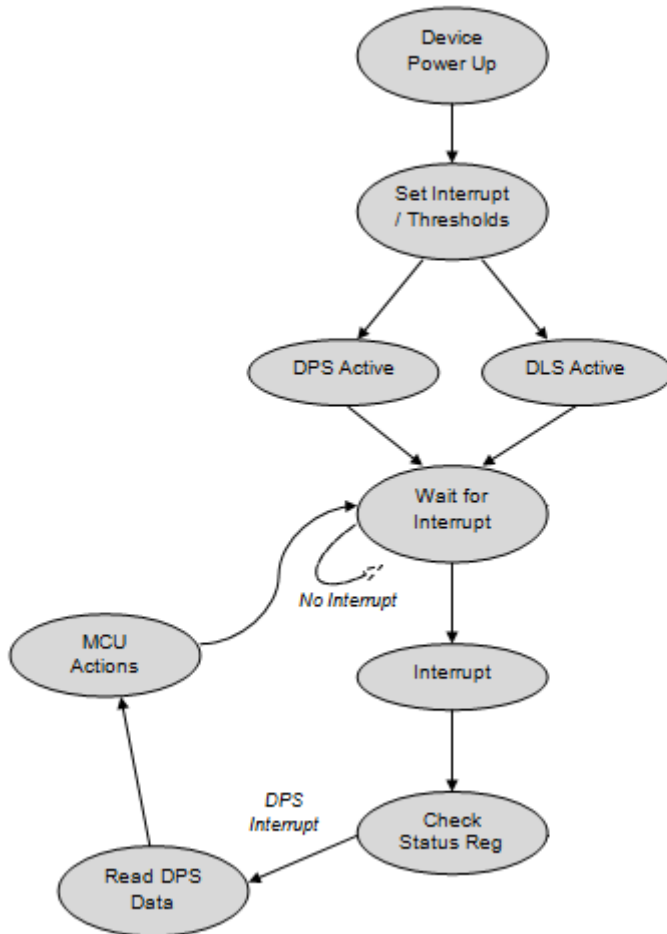 Device
Power Up
Set Interrupt
/ Thresholds
DPS Active
DLS Active
Wait for
Interrupt
No Interrupt
MCU
Actions
Interrupt
DPS
Interrupt
Check
Status Reg
Read DPS
Data